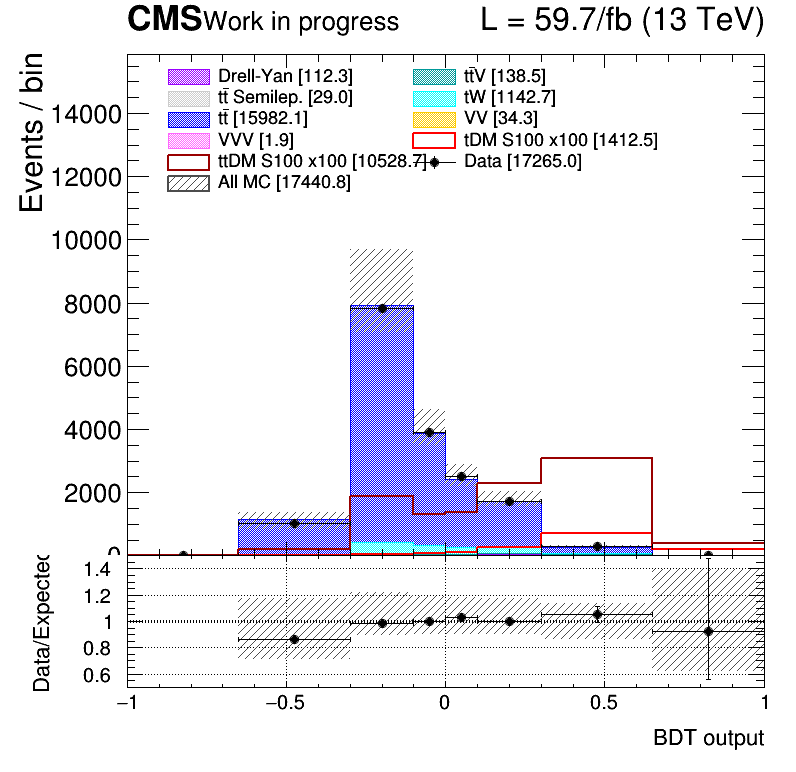 CMS Work in progress L = 59.7/fb (13 TeV)
Events / bin
14000
12000
10000
8000
6000
4000
2000
0
Drell-Yan [112.3] tt̄V [138.5]
tt̄ Semilep. [29.0] tW [1142.7]
tt̄ [15982.1] VV [34.3]
VVV [1.9] tDM S100 x100 [1412.5]
ttDM S100 x100 [10528.7] Data [17265.0]
All MC [17440.8]
Data/Expected
1.4
1.2
1
0.8
0.6
−1 −0.5 0 0.5 1
BDT output